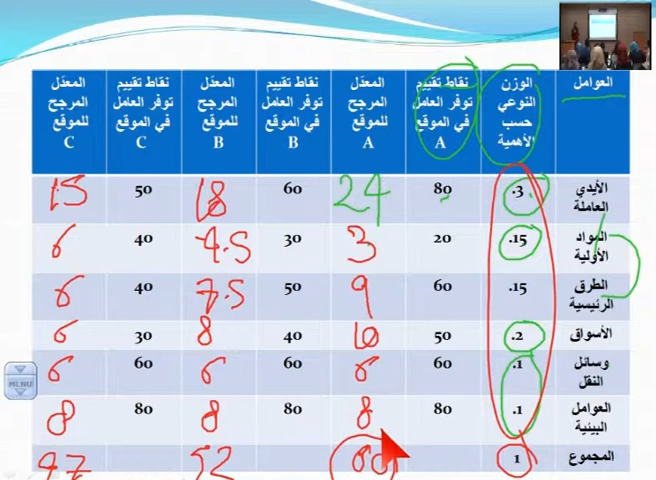 العوامل الوزن النوعي حسب الأهمية نقاط تقييم توفر العامل في الموقع A المعدّل المرجح للموقع A نقاط تقييم توفر العامل في الموقع B المعدّل المرجح للموقع B نقاط تقييم توفر العامل في الموقع C المعدّل المرجح للموقع C
الأيدي العاملة .3 80 24 60 18 50 15
المواد الأولية .15 20 3 30 4.5 40 6
الطرق الرئيسية .15 60 9 50 7.5 40 6
الأسواق .2 50 10 40 8 30 6
وسائل النقل .1 60 6 60 6 60 6
العوامل البيئية .1 80 8 80 8 80 8
المجموع 1 60 52 47
MENU